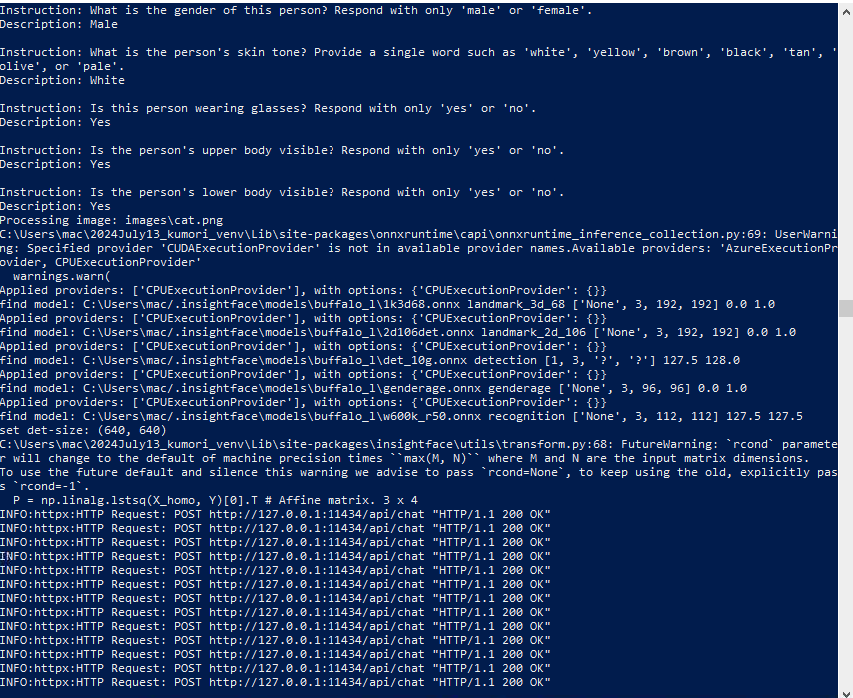 Instruction: What is the gender of this person? Respond with only 'male' or 'female'.
Description: Male
Instruction: What is the person's skin tone? Provide a single word such as 'white', 'yellow', 'brown', 'black', 'tan', '
olive', or 'pale'.
Description: White
Instruction: Is this person wearing glasses? Respond with only 'yes' or 'no'.
Description: Yes
Instruction: Is the person's upper body visible? Respond with only 'yes' or 'no'.
Description: Yes
Instruction: Is the person's lower body visible? Respond with only 'yes' or 'no'.
Description: Yes
Processing image: images\cat.png
C:\Users\mac\2024July13_kumori_venv\Lib\site-packages\onnxruntime\capi\onnxruntime_inference_collection.py:69: UserWarni
ng: Specified provider 'CUDAExecutionProvider' is not in available provider names.Available providers: 'AzureExecutionPr
ovider, CPUExecutionProvider'
  warnings.warn(
Applied providers: ['CPUExecutionProvider'], with options: {'CPUExecutionProvider': {}}
find model: C:\Users\mac/.insightface\models\buffalo_l\1k3d68.onnx landmark_3d_68 ['None', 3, 192, 192] 0.0 1.0
Applied providers: ['CPUExecutionProvider'], with options: {'CPUExecutionProvider': {}}
find model: C:\Users\mac/.insightface\models\buffalo_l\2d106det.onnx landmark_2d_106 ['None', 3, 192, 192] 0.0 1.0
Applied providers: ['CPUExecutionProvider'], with options: {'CPUExecutionProvider': {}}
find model: C:\Users\mac/.insightface\models\buffalo_l\det_10g.onnx detection [1, 3, '?', '?'] 127.5 128.0
Applied providers: ['CPUExecutionProvider'], with options: {'CPUExecutionProvider': {}}
find model: C:\Users\mac/.insightface\models\buffalo_l\genderage.onnx genderage ['None', 3, 96, 96] 0.0 1.0
Applied providers: ['CPUExecutionProvider'], with options: {'CPUExecutionProvider': {}}
find model: C:\Users\mac/.insightface\models\buffalo_l\w600k_r50.onnx recognition ['None', 3, 112, 112] 127.5 127.5
set det-size: (640, 640)
C:\Users\mac\2024July13_kumori_venv\Lib\site-packages\insightface\utils\transform.py:68: FutureWarning: `rcond` paramete
r will change to the default of machine precision times ``max(M, N)`` where M and N are the input matrix dimensions.
To use the future default and silence this warning we advise to pass `rcond=None`, to keep using the old, explicitly pas
s `rcond=-1`.
  P = np.linalg.lstsq(X_homo, Y)[0].T # Affine matrix. 3 x 4
INFO:httpx:HTTP Request: POST http://127.0.0.1:11434/api/chat "HTTP/1.1 200 OK"
INFO:httpx:HTTP Request: POST http://127.0.0.1:11434/api/chat "HTTP/1.1 200 OK"
INFO:httpx:HTTP Request: POST http://127.0.0.1:11434/api/chat "HTTP/1.1 200 OK"
INFO:httpx:HTTP Request: POST http://127.0.0.1:11434/api/chat "HTTP/1.1 200 OK"
INFO:httpx:HTTP Request: POST http://127.0.0.1:11434/api/chat "HTTP/1.1 200 OK"
INFO:httpx:HTTP Request: POST http://127.0.0.1:11434/api/chat "HTTP/1.1 200 OK"
INFO:httpx:HTTP Request: POST http://127.0.0.1:11434/api/chat "HTTP/1.1 200 OK"
INFO:httpx:HTTP Request: POST http://127.0.0.1:11434/api/chat "HTTP/1.1 200 OK"
INFO:httpx:HTTP Request: POST http://127.0.0.1:11434/api/chat "HTTP/1.1 200 OK"
INFO:httpx:HTTP Request: POST http://127.0.0.1:11434/api/chat "HTTP/1.1 200 OK"
INFO:httpx:HTTP Request: POST http://127.0.0.1:11434/api/chat "HTTP/1.1 200 OK"
INFO:httpx:HTTP Request: POST http://127.0.0.1:11434/api/chat "HTTP/1.1 200 OK"
INFO:httpx:HTTP Request: POST http://127.0.0.1:11434/api/chat "HTTP/1.1 200 OK"